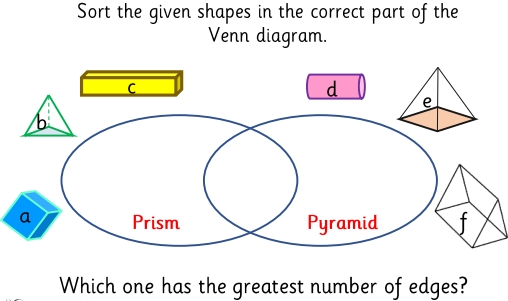 Sort the given shapes in the correct part of the
Venn diagram.
c
d
b
e
a
f
Prism
Pyramid
Which one has the greatest number of edges?